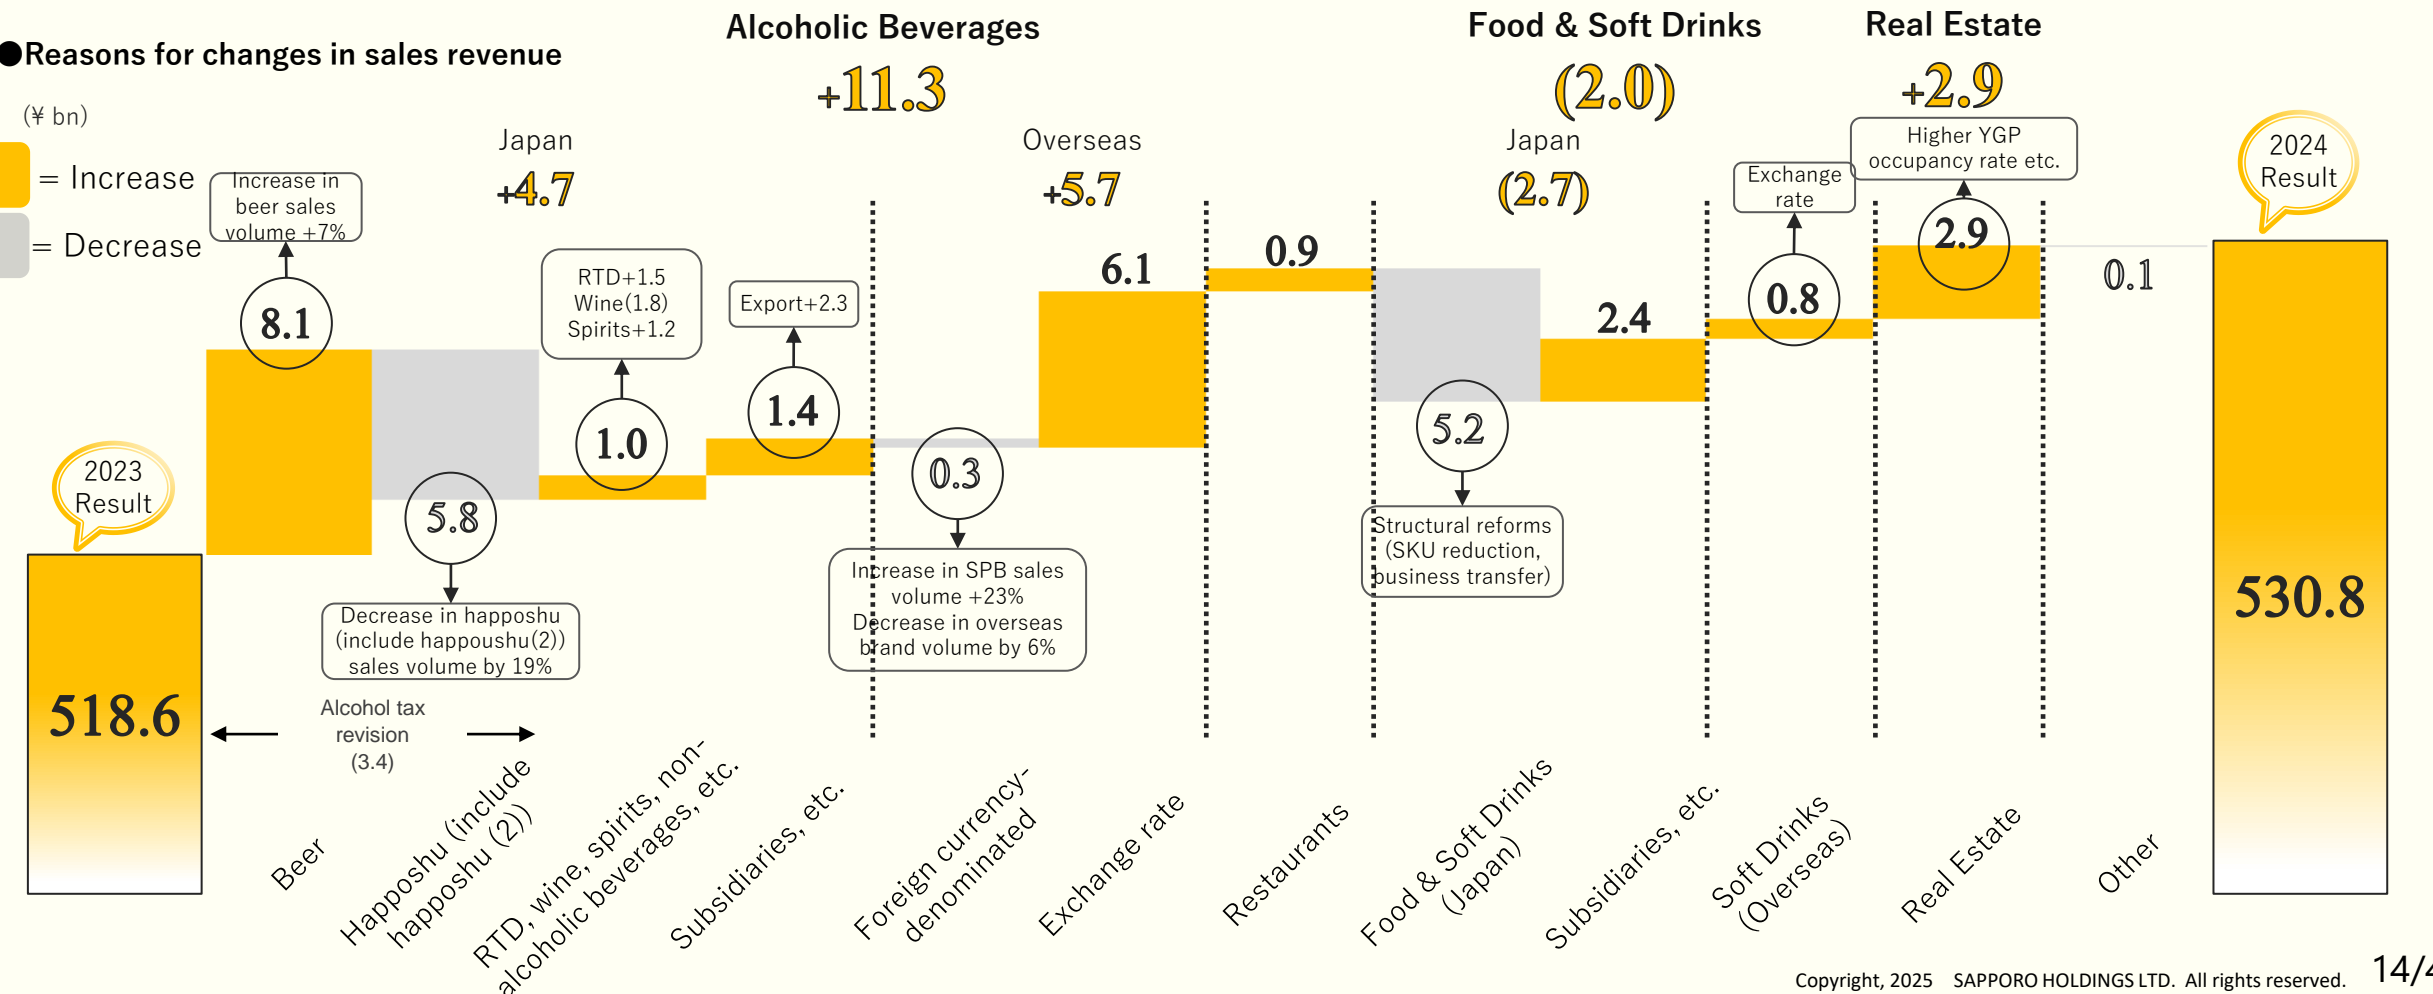 ●Reasons for changes in sales revenue
(¥ bn)
= Increase
= Decrease
Alcoholic Beverages
+11.3
Food & Soft Drinks
(2.0)
Real Estate
+2.9
Japan
+4.7
Overseas
+5.7
Japan
(2.7)
2023
Result
518.6
Increase in
beer sales
volume +7%
8.1
5.8
Decrease in happoshu
(include happoushu(2))
sales volume by 19%
Alcohol tax
revision
(3.4)
RTD+1.5
Wine(1.8)
Spirits+1.2
1.0
Export+2.3
1.4
0.3
Increase in SPB sales
volume +23%
Decrease in overseas
brand volume by 6%
6.1
0.9
5.2
Structural reforms
(SKU reduction,
business transfer)
2.4
Exchange
rate
0.8
Higher YGP
occupancy rate etc.
2.9
0.1
2024
Result
530.8
Beer
Happoshu (include
happoshu (2))
RTD, wine, spirits, non-
alcoholic beverages, etc.
Subsidiaries, etc.
Foreign currency-
denominated
Exchange rate
Restaurants
Food & Soft Drinks
(Japan)
Subsidiaries, etc.
Soft Drinks
(Overseas)
Real Estate
Other
Copyright, 2025 SAPPORO HOLDINGS LTD. All rights reserved.
14/4